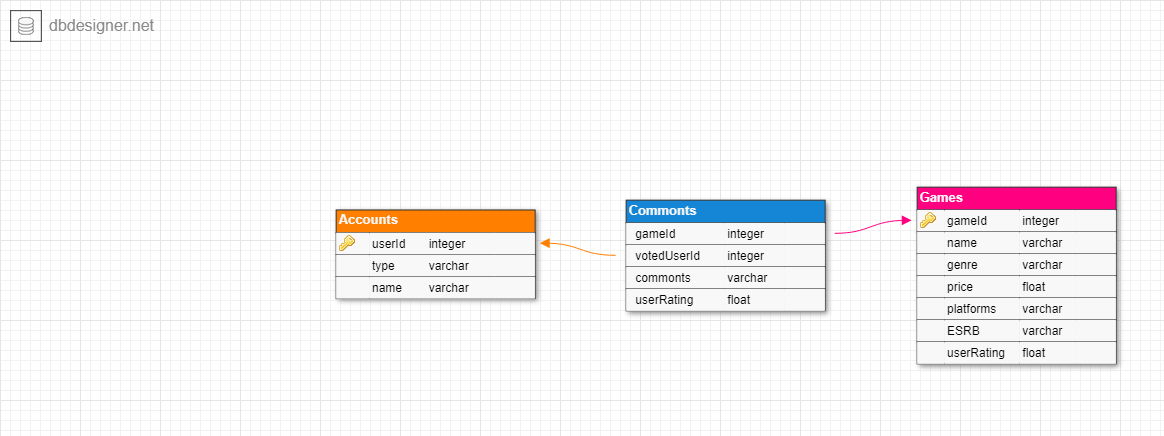 dbdesigner.net
Accounts
userId integer
type varchar
name varchar
Commonts
gameId integer
votedUserId integer
commonts varchar
userRating float
Games
gameId integer
name varchar
genre varchar
price float
platforms varchar
ESRB varchar
userRating float